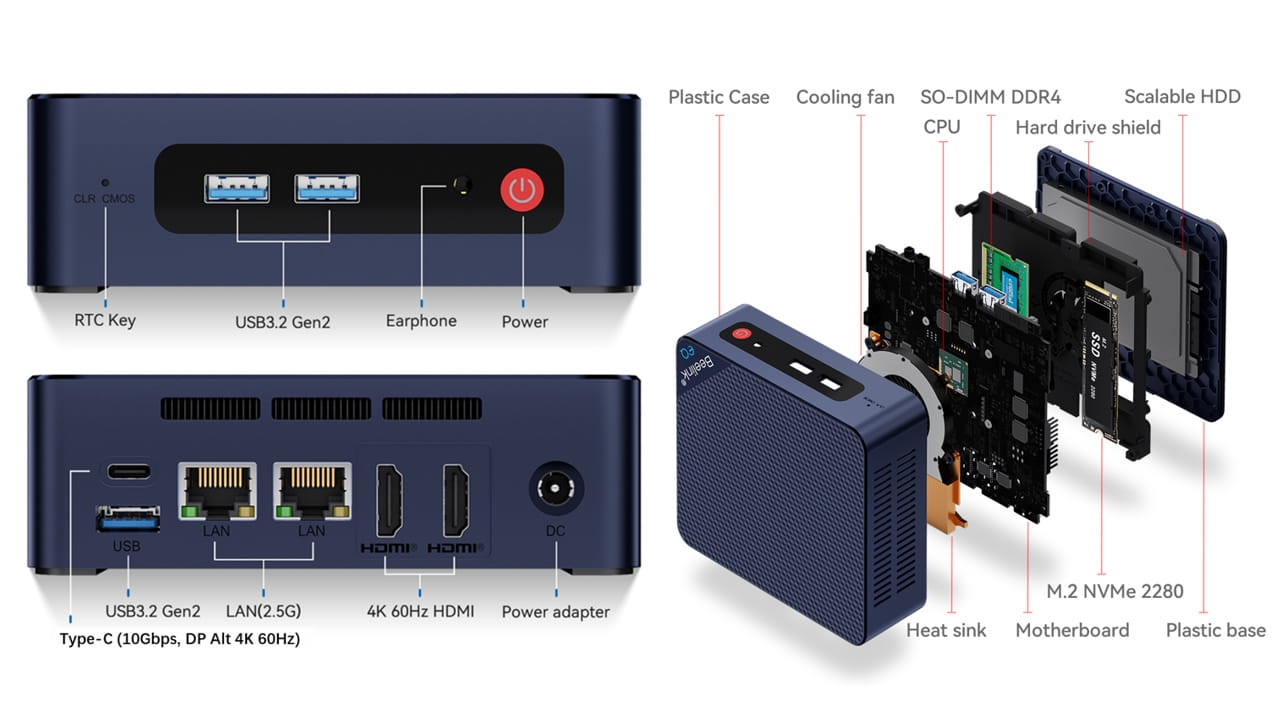 CLR CMOS
RTC Key
USB3.2 Gen2
Earphone
Power
USB
LAN
LAN
HDMI®
HDMI®
DC
USB3.2 Gen2
LAN(2.5G)
4K 60Hz HDMI
Power adapter
Type-C (10Gbps, DP Alt 4K 60Hz)
Plastic Case
Cooling fan
SO-DIMM DDR4
Scalable HDD
CPU
Hard drive shield
Beelink®
EQ
M.2
SSD NVMe 2280
M.2 NVMe 2280
Heat sink
Motherboard
Plastic base